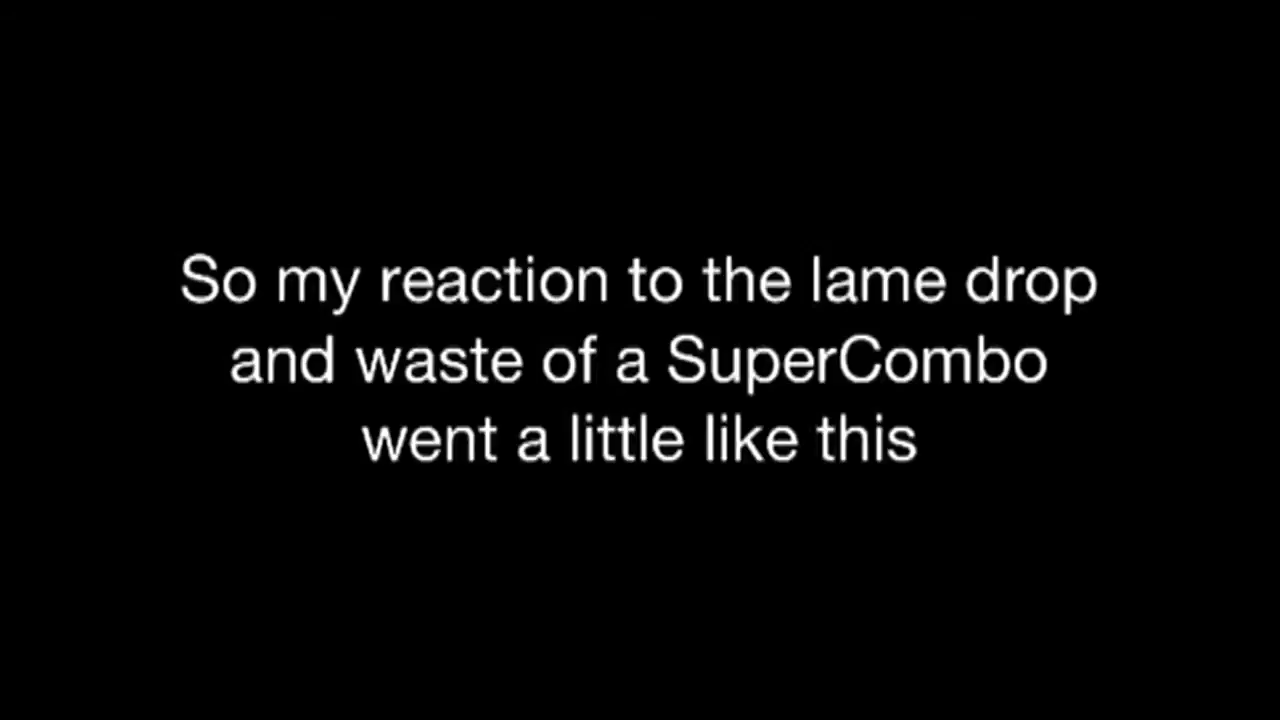 So my reaction to the lame drop
and waste of a SuperCombo
went a little like this